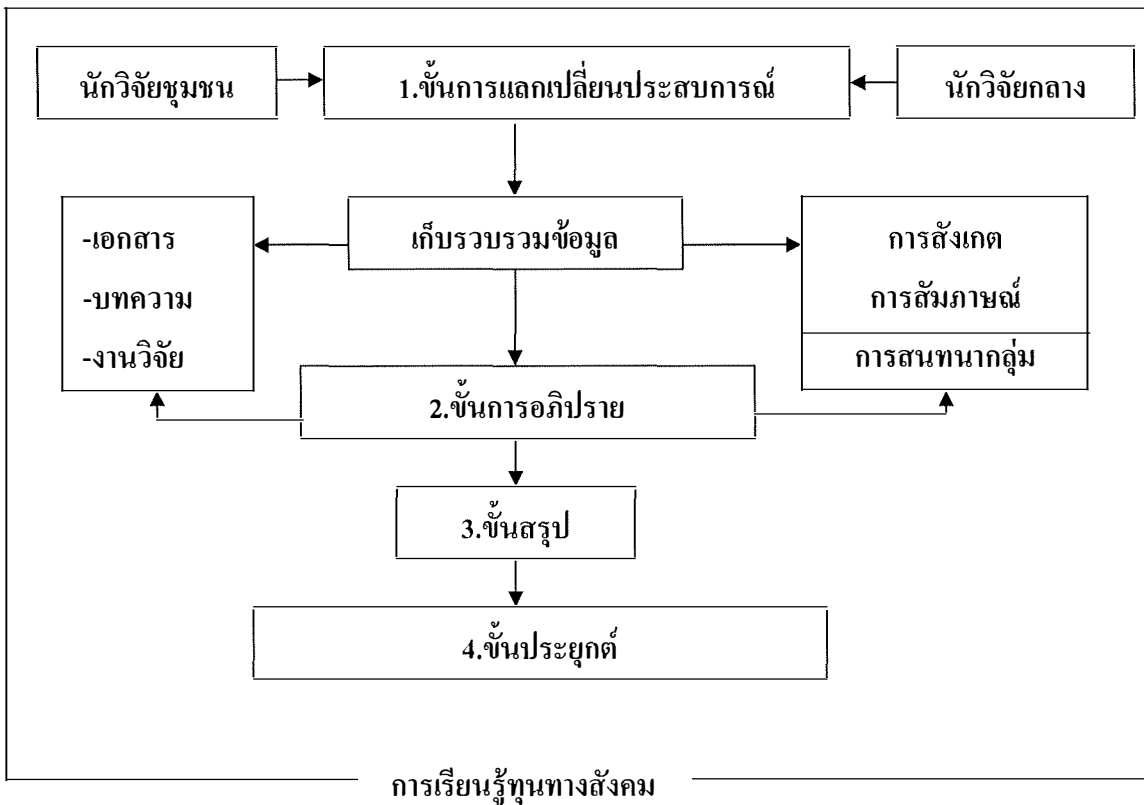 นักวิจัยชุมชน
1.ขั้นการแลกเปลี่ยนประสบการณ์
นักวิจัยกลาง
-เอกสาร
-บทความ
-งานวิจัย
เก็บรวบรวมข้อมูล
การสังเกต
การสัมภาษณ์
การสนทนากลุ่ม
2.ขั้นการอภิปราย
3.ขั้นสรุป
4.ขั้นประยุกต์
การเรียนรู้ทุนทางสังคม